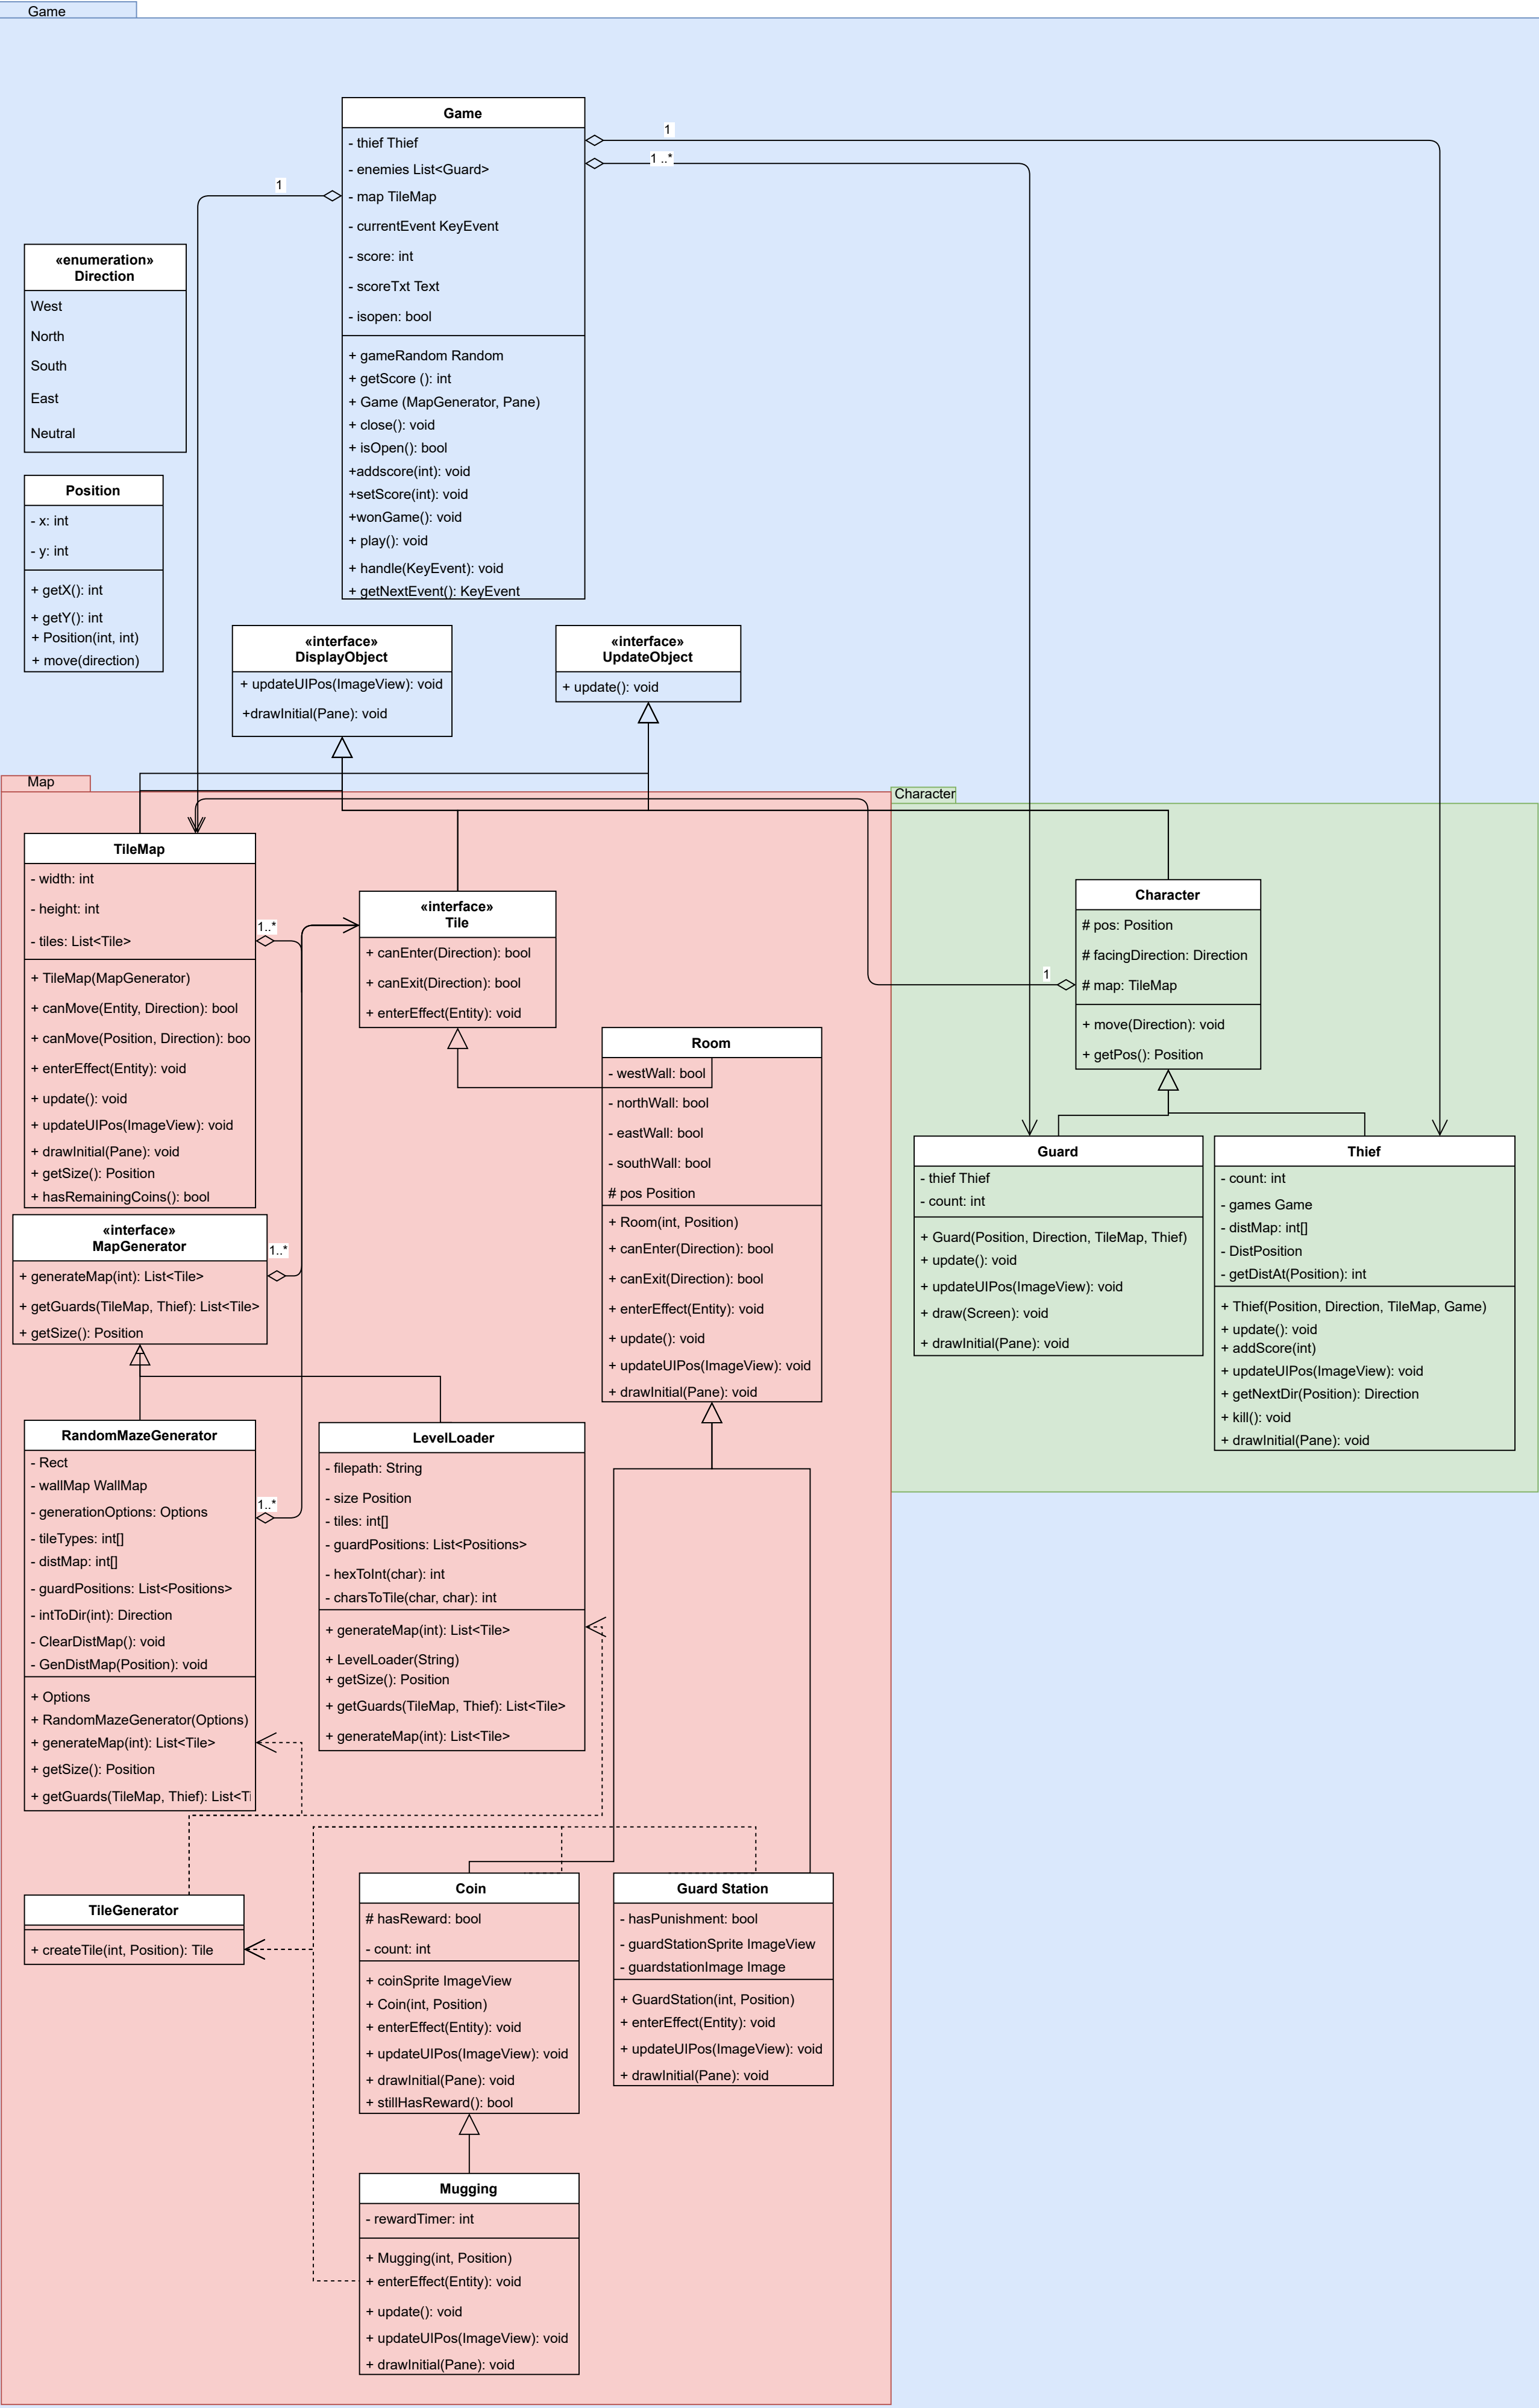 Game
Game
- thief Thief
- enemies List<Guard>
- map TileMap
- currentEvent KeyEvent
- score: int
- scoreTxt Text
- isopen: bool
+ gameRandom Random
+ getScore (): int
+ Game (MapGenerator, Pane)
+ close(): void
+ isOpen(): bool
+addscore(int): void
+setScore(int): void
+wonGame(): void
+ play(): void
+ handle(KeyEvent): void
+ getNextEvent(): KeyEvent
1
1 ..*
1
«enumeration»
Direction
West
North
South
East
Neutral
Position
- x: int
- y: int
+ getX(): int
+ getY(): int
+ Position(int, int)
+ move(direction)
«interface»
DisplayObject
+ updateUIPos(ImageView): void
+drawInitial(Pane): void
«interface»
UpdateObject
+ update(): void
Map
TileMap
- width: int
- height: int
- tiles: List<Tile>
+ TileMap(MapGenerator)
+ canMove(Entity, Direction): bool
+ canMove(Position, Direction): boo
+ enterEffect(Entity): void
+ update(): void
+ updateUIPos(ImageView): void
+ drawInitial(Pane): void
+ getSize(): Position
+ hasRemainingCoins(): bool
1..*
«interface»
Tile
+ canEnter(Direction): bool
+ canExit(Direction): bool
+ enterEffect(Entity): void
Room
- westWall: bool
- northWall: bool
- eastWall: bool
- southWall: bool
# pos Position
+ Room(int, Position)
+ canEnter(Direction): bool
+ canExit(Direction): bool
+ enterEffect(Entity): void
+ update(): void
+ updateUIPos(ImageView): void
+ drawInitial(Pane): void
Character
Character
# pos: Position
# facingDirection: Direction
# map: TileMap
+ move(Direction): void
+ getPos(): Position
1
Guard
- thief Thief
- count: int
+ Guard(Position, Direction, TileMap, Thief)
+ update(): void
+ updateUIPos(ImageView): void
+ draw(Screen): void
+ drawInitial(Pane): void
Thief
- count: int
- games Game
- distMap: int[]
- DistPosition
- getDistAt(Position): int
+ Thief(Position, Direction, TileMap, Game)
+ update(): void
+ addScore(int)
+ updateUIPos(ImageView): void
+ getNextDir(Position): Direction
+ kill(): void
+ drawInitial(Pane): void
«interface»
MapGenerator
+ generateMap(int): List<Tile>
+ getGuards(TileMap, Thief): List<Tile>
+ getSize(): Position
1..*
RandomMazeGenerator
- Rect
- wallMap WallMap
- generationOptions: Options
- tileTypes: int[]
- distMap: int[]
- guardPositions: List<Positions>
- intToDir(int): Direction
- ClearDistMap(): void
- GenDistMap(Position): void
+ Options
+ RandomMazeGenerator(Options)
+ generateMap(int): List<Tile>
+ getSize(): Position
+ getGuards(TileMap, Thief): List<Ti
1..*
LevelLoader
- filepath: String
- size Position
- tiles: int[]
- guardPositions: List<Positions>
- hexToInt(char): int
- charsToTile(char, char): int
+ generateMap(int): List<Tile>
+ LevelLoader(String)
+ getSize(): Position
+ getGuards(TileMap, Thief): List<Tile>
+ generateMap(int): List<Tile>
TileGenerator
+ createTile(int, Position): Tile
Coin
# hasReward: bool
- count: int
+ coinSprite ImageView
+ Coin(int, Position)
+ enterEffect(Entity): void
+ updateUIPos(ImageView): void
+ drawInitial(Pane): void
+ stillHasReward(): bool
Guard Station
- hasPunishment: bool
- guardStationSprite ImageView
- guardstationImage Image
+ GuardStation(int, Position)
+ enterEffect(Entity): void
+ updateUIPos(ImageView): void
+ drawInitial(Pane): void
Mugging
- rewardTimer: int
+ Mugging(int, Position)
+ enterEffect(Entity): void
+ update(): void
+ updateUIPos(ImageView): void
+ drawInitial(Pane): void